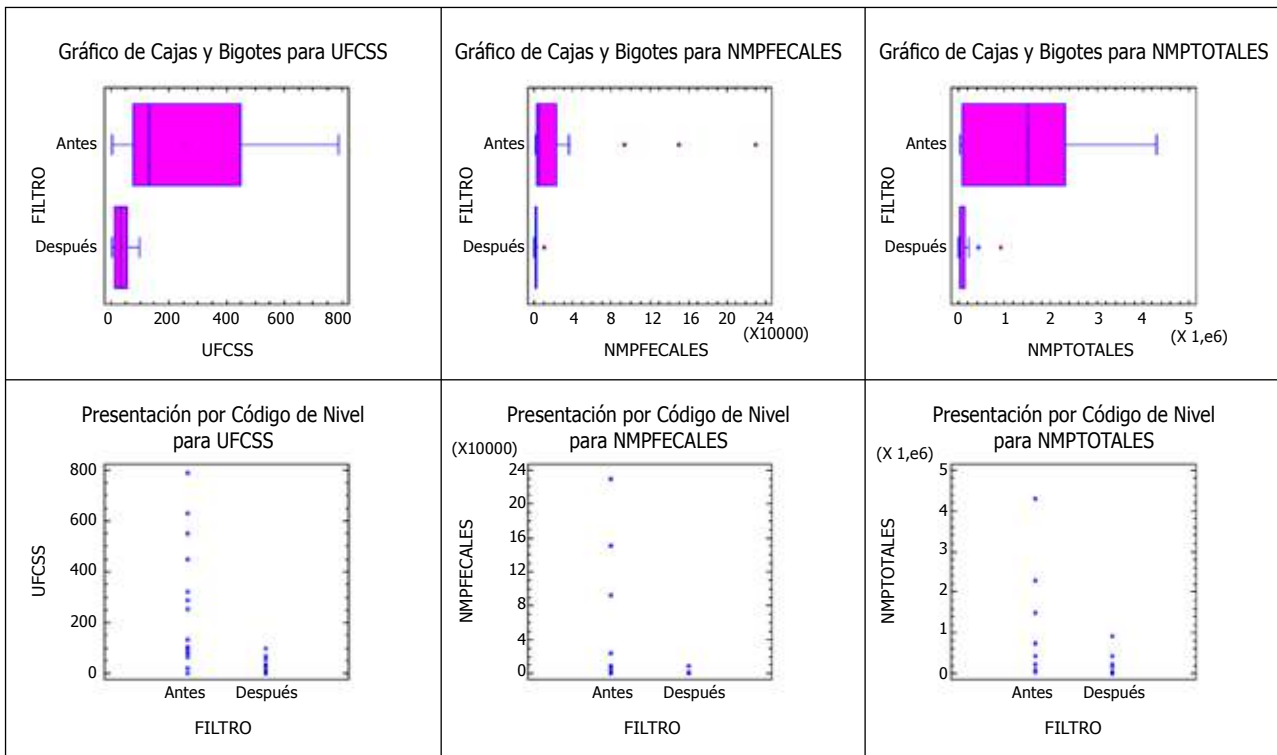 Gráfico de Cajas y Bigotes para UFCSS
FILTRO
Antes
Después
0 200 400 600 800
UFCSS
Gráfico de Cajas y Bigotes para NMPFECALES
FILTRO
Antes
Después
0 4 8 12 16 20 24
(X10000)
NMPFECALES
Gráfico de Cajas y Bigotes para NMPTOTALES
FILTRO
Antes
Después
0 1 2 3 4 5
(X 1,e6)
NMPTOTALES
Presentación por Código de Nivel
para UFCSS
UFCSS
800
600
400
200
0
Antes Después
FILTRO
Presentación por Código de Nivel
para NMPFECALES
(X10000)
NMPFECALES
24
20
16
12
8
4
0
Antes Después
FILTRO
Presentación por Código de Nivel
para NMPTOTALES
(X 1,e6)
NMPTOTALES
5
4
3
2
1
0
Antes Después
FILTRO